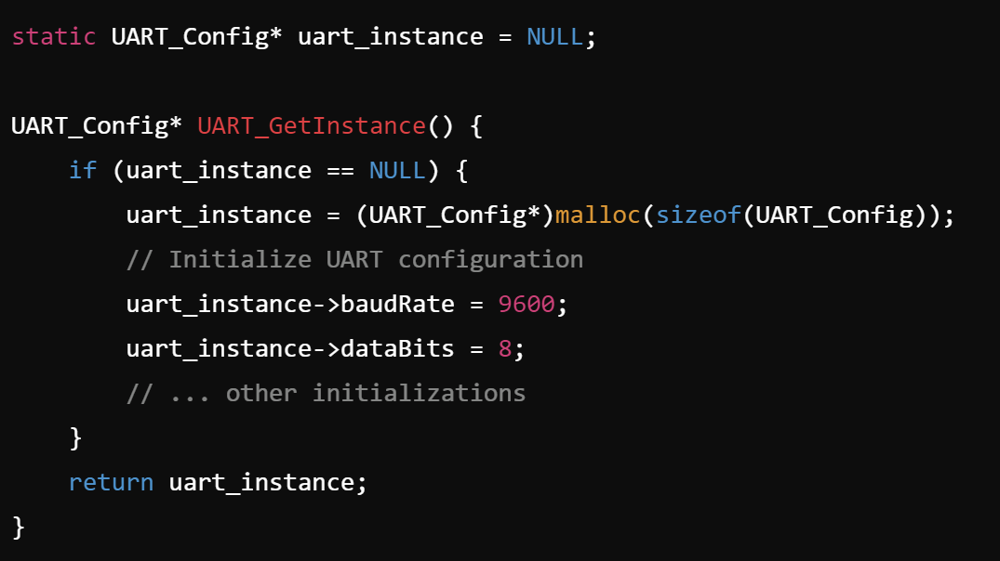 static UART_Config* uart_instance = NULL;
UART_Config* UART_GetInstance() {
    if (uart_instance == NULL) {
        uart_instance = (UART_Config*)malloc(sizeof(UART_Config));
        // Initialize UART configuration
        uart_instance->baudRate = 9600;
        uart_instance->dataBits = 8;
        // ... other initializations
    }
    return uart_instance;
}